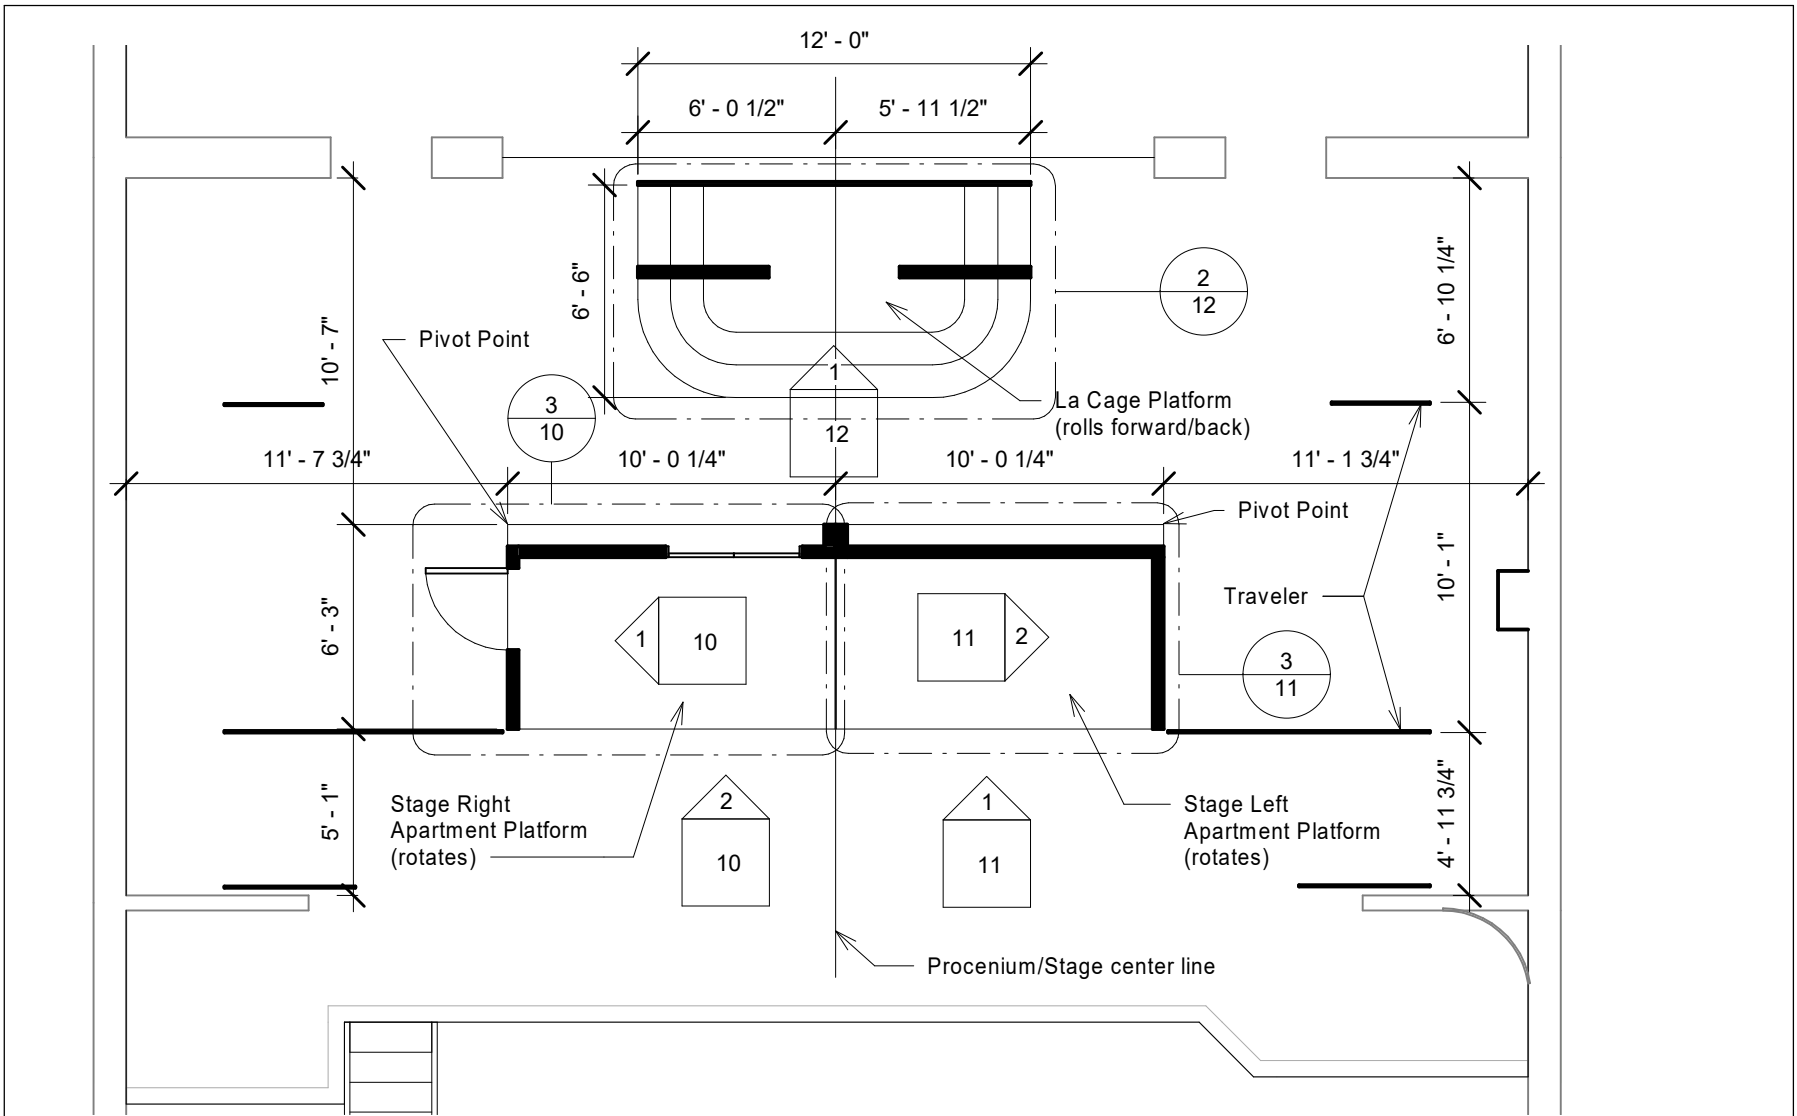 12' - 0"
6' - 0 1/2"
5' - 11 1/2"
6' - 6"
2
12
6' - 10 1/4"
10' - 7"
Pivot Point
1
12
3
10
La Cage Platform
(rolls forward/back)
11' - 7 3/4"
10' - 0 1/4"
10' - 0 1/4"
11' - 1 3/4"
Pivot Point
10' - 1"
Traveler
6' - 3"
1
10
11
2
3
11
5' - 1"
Stage Right
Apartment Platform
(rotates)
2
10
1
11
Stage Left
Apartment Platform
(rotates)
4' - 11 3/4"
Procenium/Stage center line